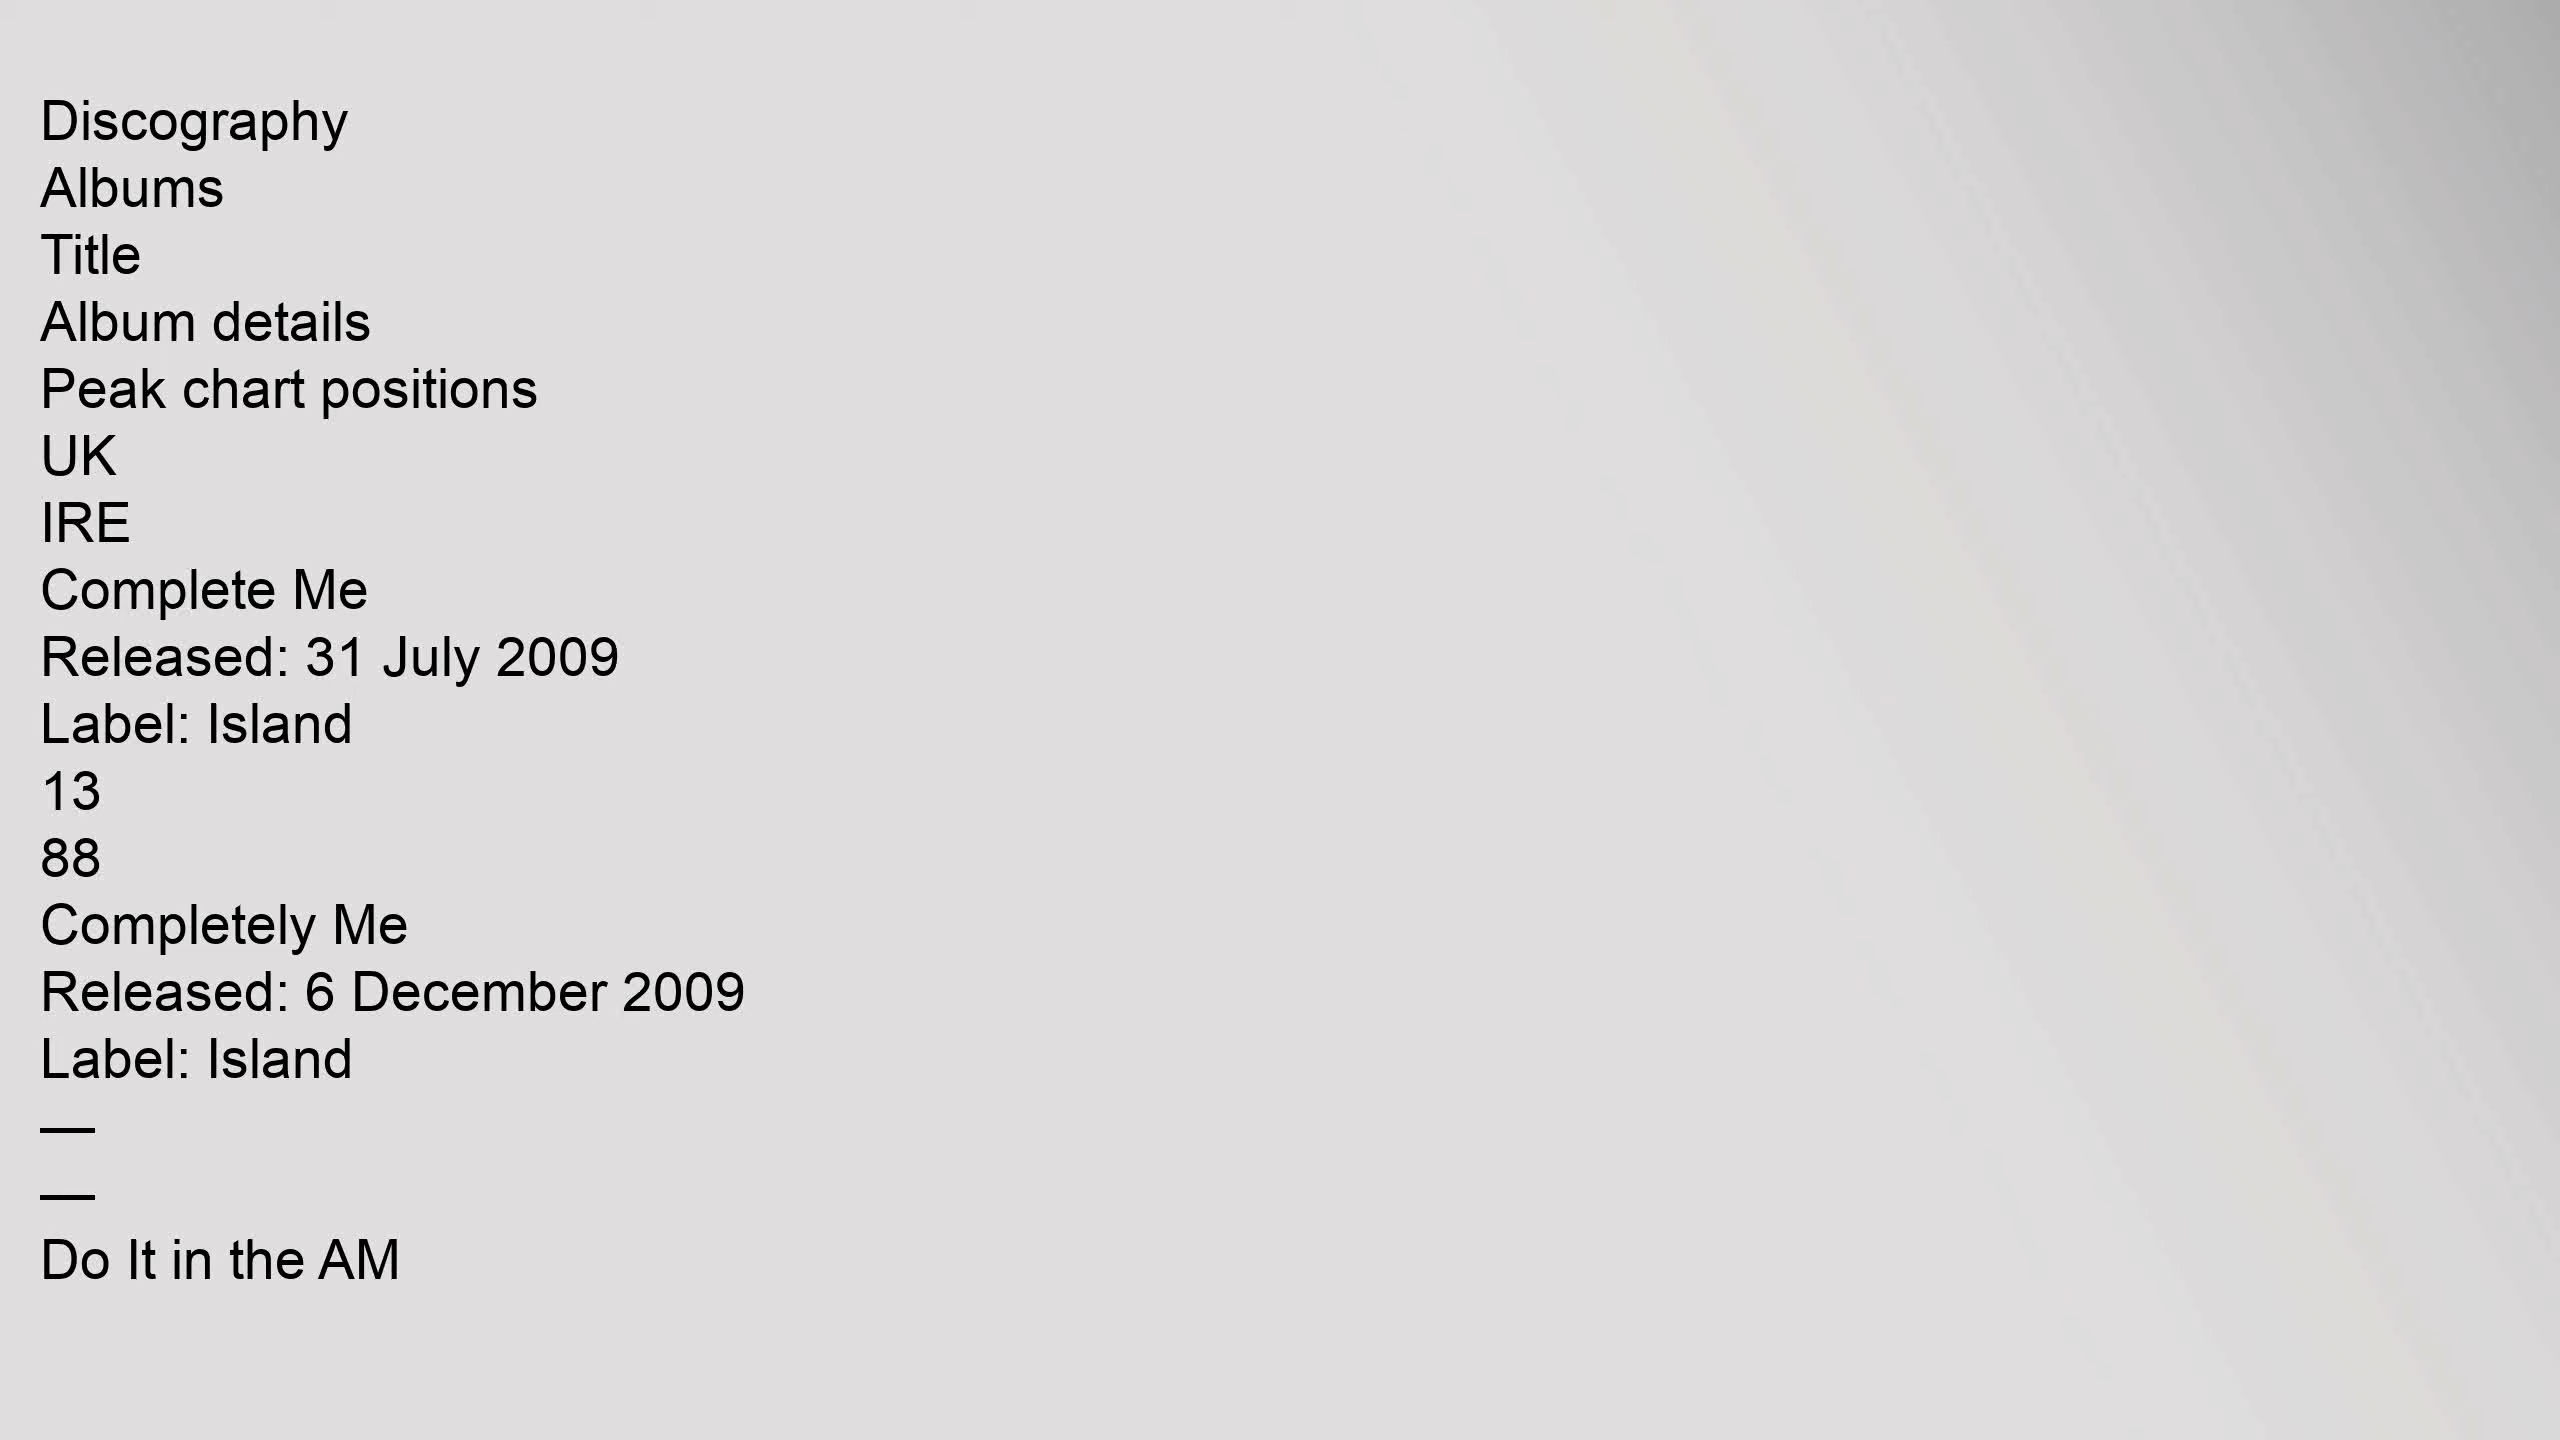 Discography
Albums
Title
Album details
Peak chart positions
UK
IRE
Complete Me
Released: 31 July 2009
Label: Island
13
88
Completely Me
Released: 6 December 2009
Label: Island
—
—
Do It in the AM